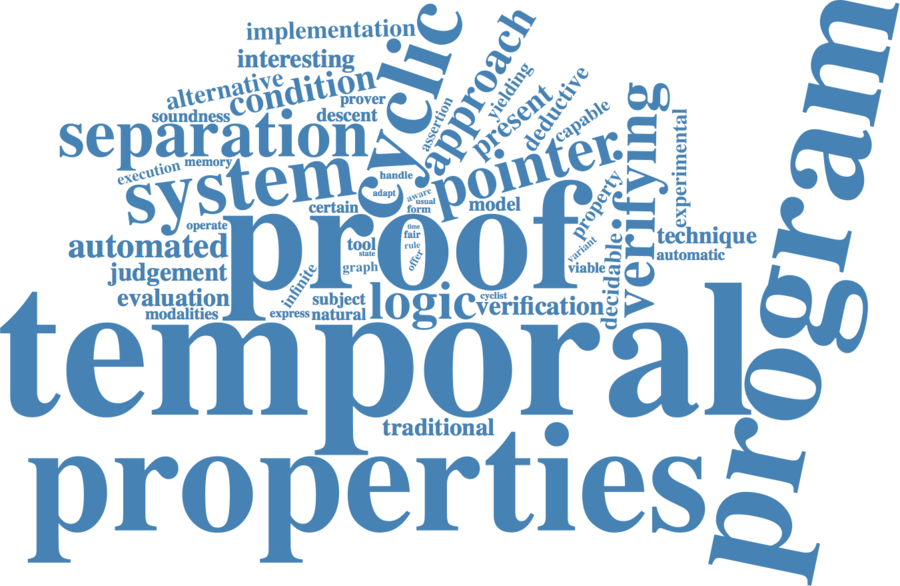 implementation
interesting
alternative
condition
prover
soundness
descent
separation
execution
memory
system
cyclic
approach
assertion
yielding
present
deductive
capable
pointer
handle
adapt
aware
usual
form
model
certain
operate
automated
proof
judgement
evaluation
modalities
infinite
express
subject
natural
tool
state
graph
time
fair
rule
offer
logic
cyclist
verification
property
variant
viable
decidable
verifying
experimental
technique
automatic
temporal
traditional
properties
program